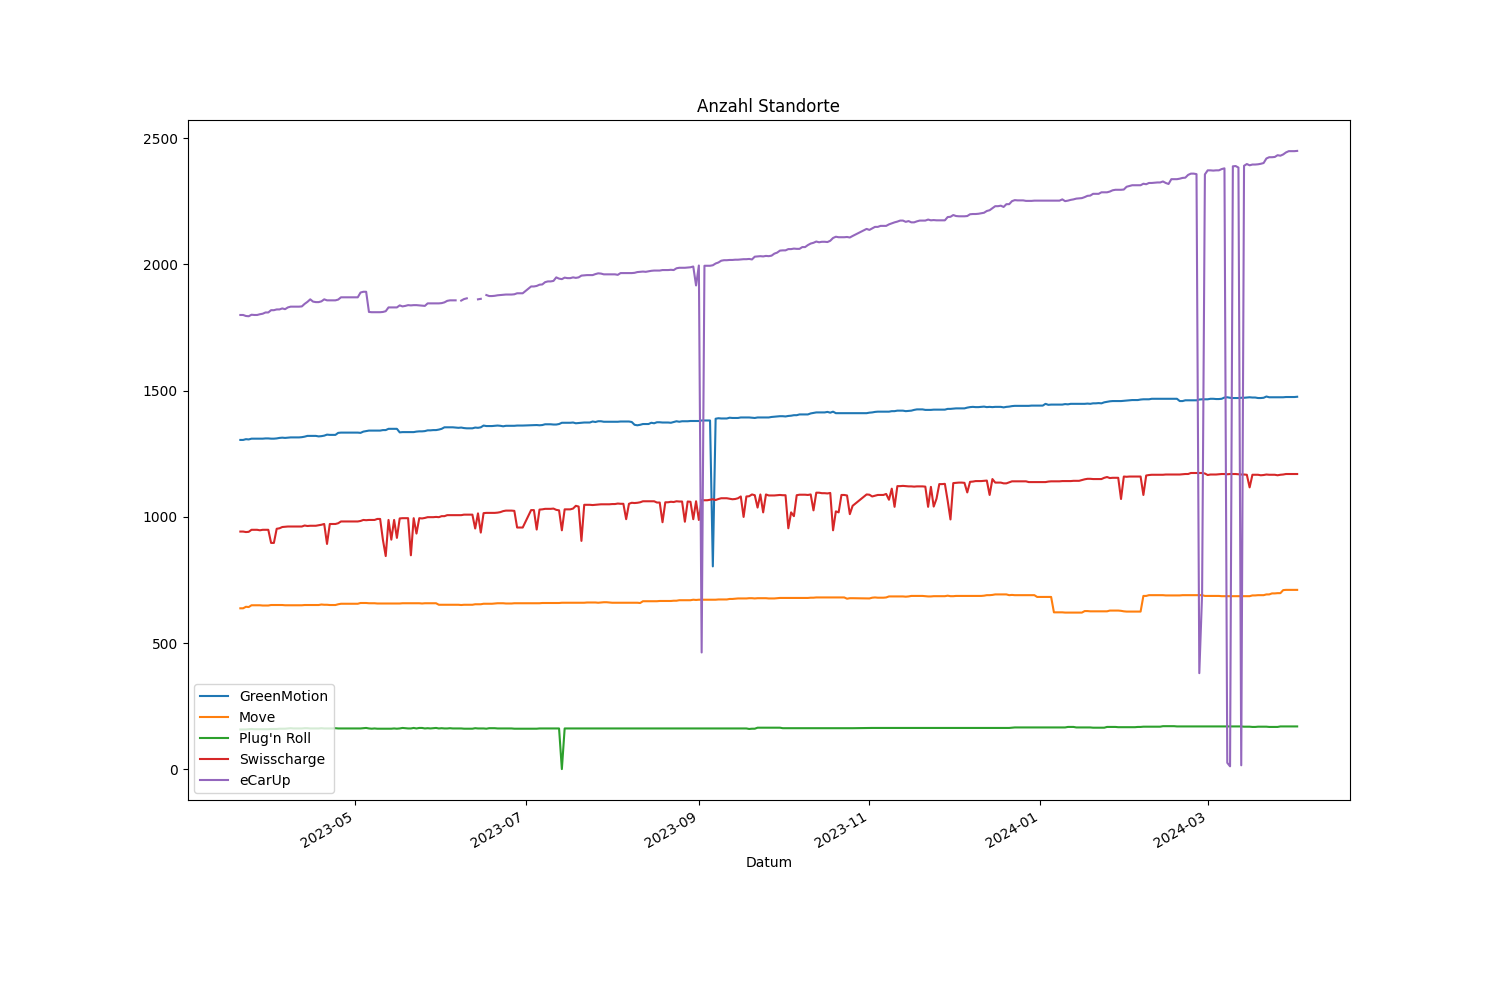 Anzahl Standorte
2500
2000
1500
1000
500
0
GreenMotion
Move
Plug'n Roll
Swisscharge
eCarUp
2023-05
2023-07
2023-09
2023-11
2024-01
2024-03
Datum